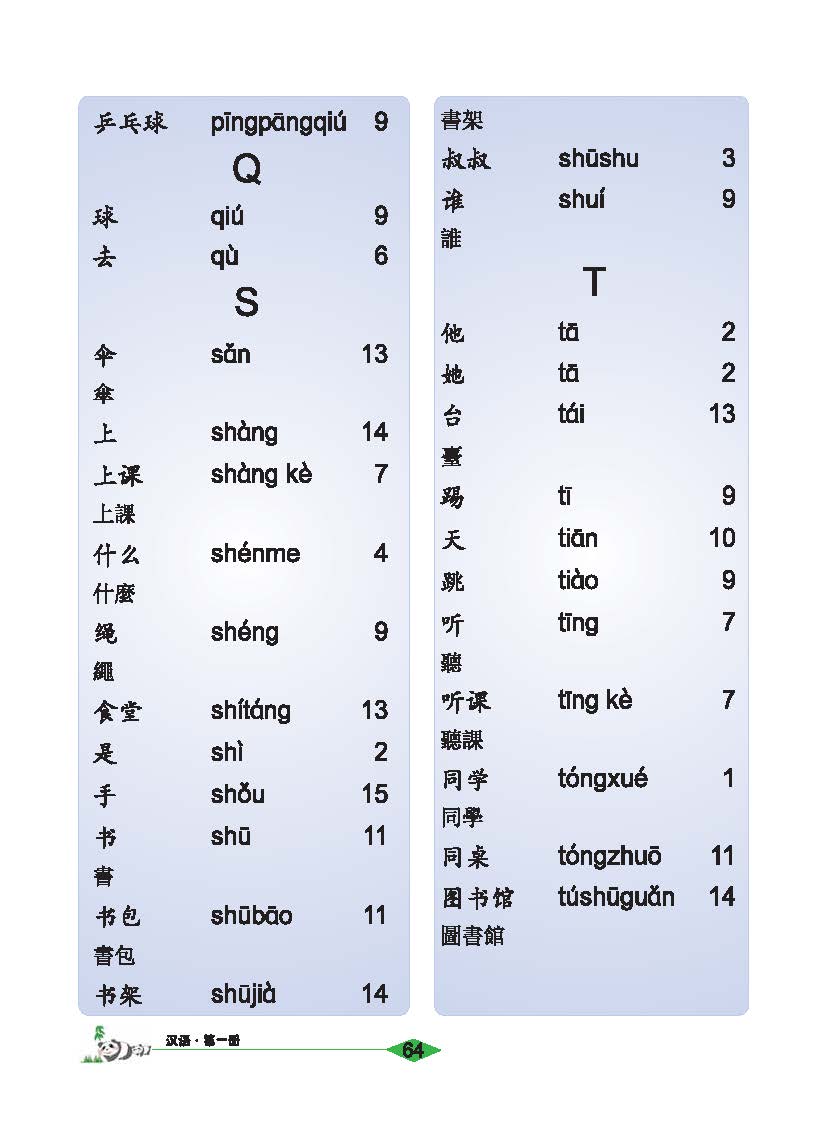 乒乓球 pīngpāngqiú 9
Q
球 qiú 9
去 qù 6
S
伞 sǎn 13
傘
上 shàng 14
上课 shàng kè 7
上課
什么 shénme 4
什麼
绳 shéng 9
繩
食堂 shítáng 13
是 shì 2
手 shǒu 15
书 shū 11
書
书包 shūbāo 11
書包
书架 shūjià 14
書架
叔叔 shūshu 3
谁 shuí 9
誰
T
他 tā 2
她 tā 2
台 tái 13
臺
踢 tī 9
天 tiān 10
跳 tiào 9
听 tīng 7
聽
听课 tīng kè 7
聽課
同学 tóngxué 1
同學
同桌 tóngzhuō 11
图书馆 túshūguǎn 14
圖書館
汉语·第一册
64